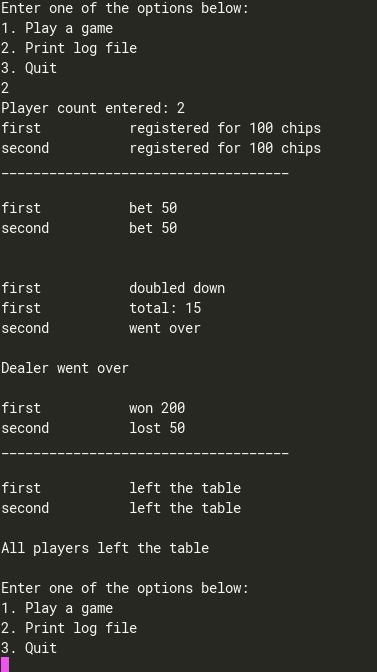 Enter one of the options below:
1. Play a game
2. Print log file
3. Quit
2
Player count entered: 2
first           registered for 100 chips
second          registered for 100 chips
____________________________________
first           bet 50
second          bet 50
first           doubled down
first           total: 15
second          went over
Dealer went over
first           won 200
second          lost 50
____________________________________
first           left the table
second          left the table
All players left the table
Enter one of the options below:
1. Play a game
2. Print log file
3. Quit